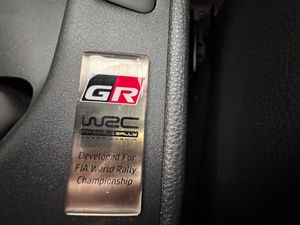 GR
WRC
Developed For
FIA World Rally
Championship